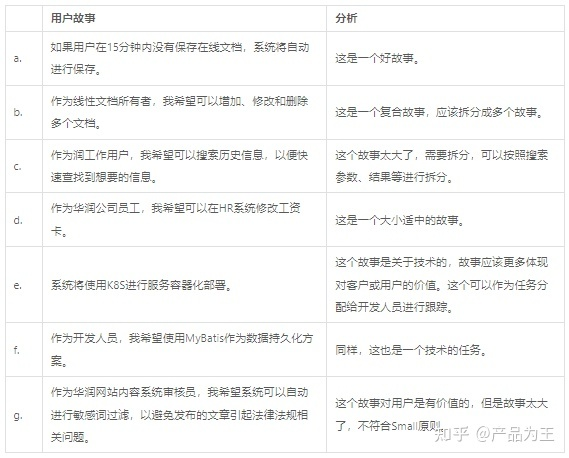 用户故事 分析
a. 如果用户在15分钟内没有保存在线文档，系统将自动
进行保存。
这是一个好故事。
b. 作为线性文档所有者，我希望可以增加、修改和删除
多个文档。
这是一个复合故事，应该拆分成多个故事。
c. 作为润工作用户，我希望可以搜索历史信息，以便快
速查找到想要的信息。
这个故事太大了，需要拆分，可以按照搜索
参数、结果等进行拆分。
d. 作为华润公司员工，我希望可以在HR系统修改工资
卡。
这是一个大小适中的故事。
e. 系统将使用K8S进行服务容器化部署。
这个故事是关于技术的，故事应该更多体现
对客户或用户的价值。这个可以作为任务分
配给开发人员进行跟踪。
f. 作为开发人员，我希望使用MyBatis作为数据持久化方
案。
同样，这也是一个技术的任务。
g. 作为华润网站内容系统审核员，我希望系统可以自动
进行敏感词过滤，以避免发布的文章引起法律法规相
关问题。
这个故事对用户是有价值的，但是故事太大
了，不符合Small原则。
知乎 @产品为王